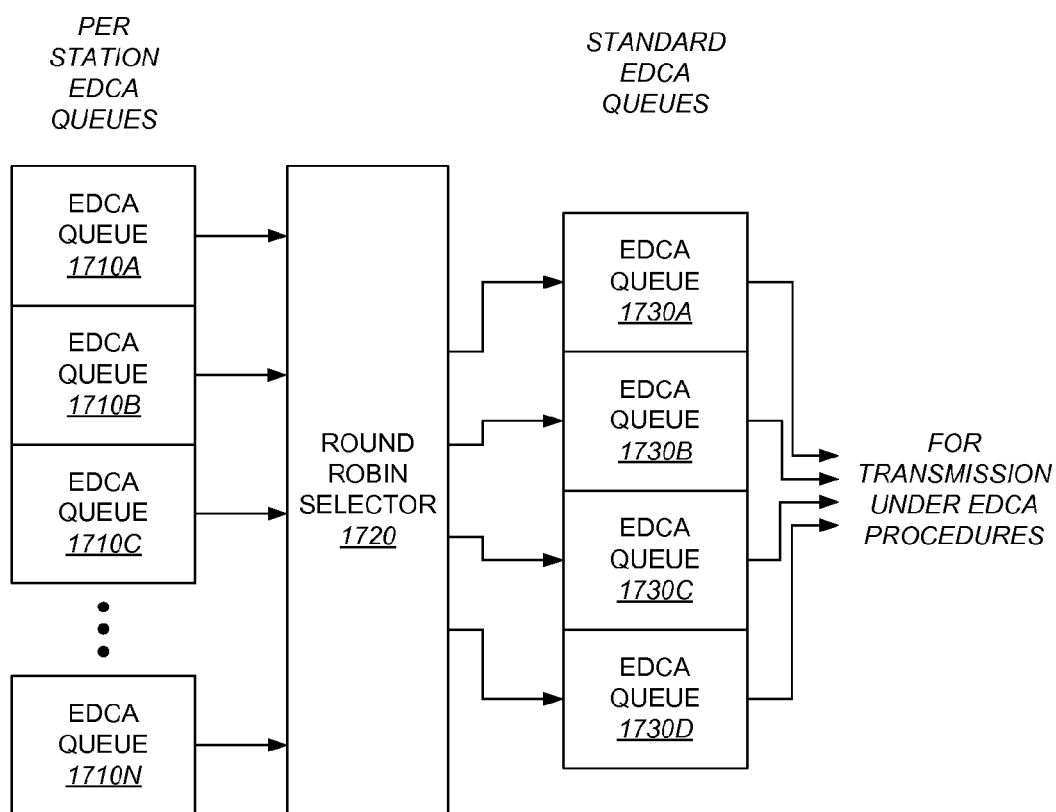 PER
STATION
EDCA
QUEUES
STANDARD
EDCA
QUEUES
EDCA
QUEUE
1710A
EDCA
QUEUE
1710B
EDCA
QUEUE
1710C
EDCA
QUEUE
1710N
ROUND
ROBIN
SELECTOR
1720
EDCA
QUEUE
1730A
EDCA
QUEUE
1730B
EDCA
QUEUE
1730C
EDCA
QUEUE
1730D
FOR
TRANSMISSION
UNDER EDCA
PROCEDURES